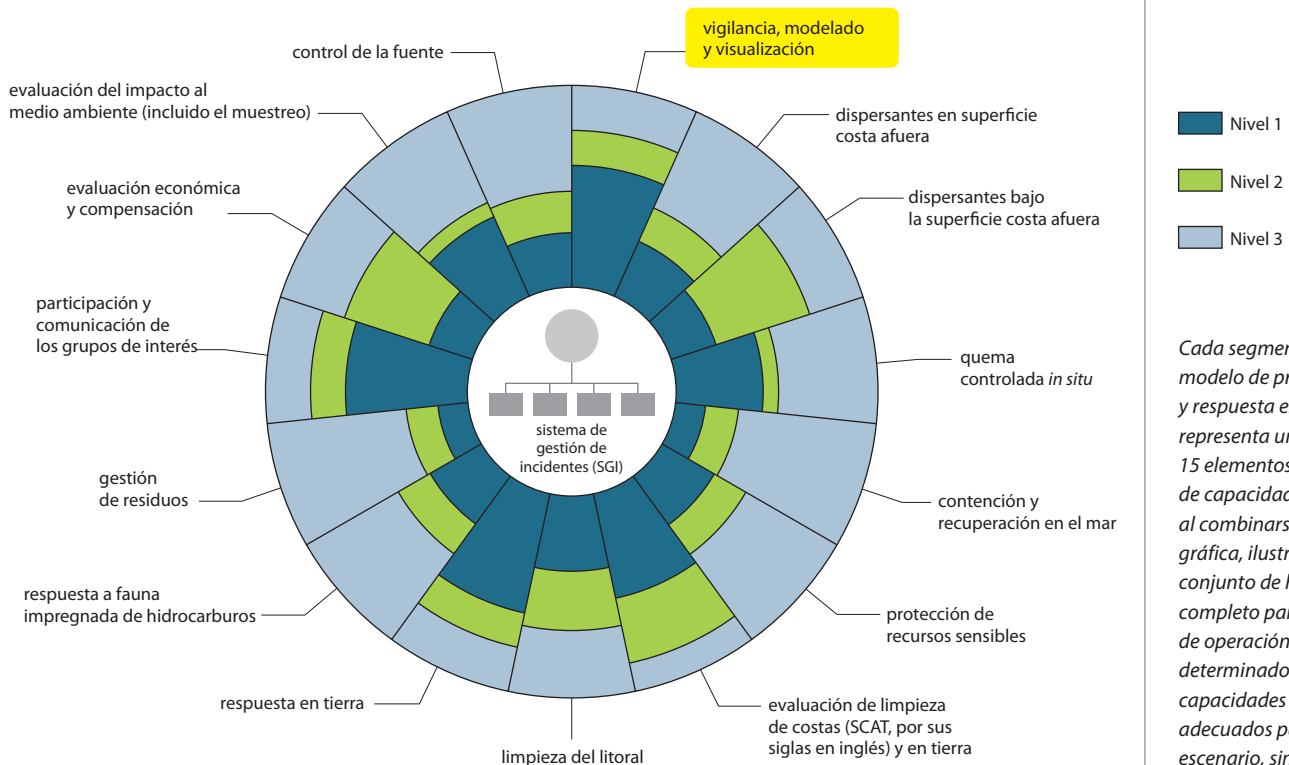 vigilancia, modelado
y visualización
control de la fuente
evaluación del impacto al
medio ambiente (incluido el muestreo)
evaluación económica
y compensación
participación y
comunicación de
los grupos de interés
gestión
de residuos
respuesta a fauna
impregnada de hidrocarburos
respuesta en tierra
limpieza del litoral
evaluación de limpieza
de costas (SCAT, por sus
siglas en inglés) y en tierra
protección de
recursos sensibles
contención y
recuperación en el mar
quema
controlada in situ
dispersantes bajo
la superficie costa afuera
dispersantes en superficie
costa afuera
sistema de
gestión de
incidentes (SGI)
Nivel 1
Nivel 2
Nivel 3
Cada segmen
modelo de pr
y respuesta e
representa un
15 elementos
de capacidad
al combinars
gráfica, ilustr
conjunto de h
completo par
de operación
determinado
capacidades
adecuados p
escenario, sin